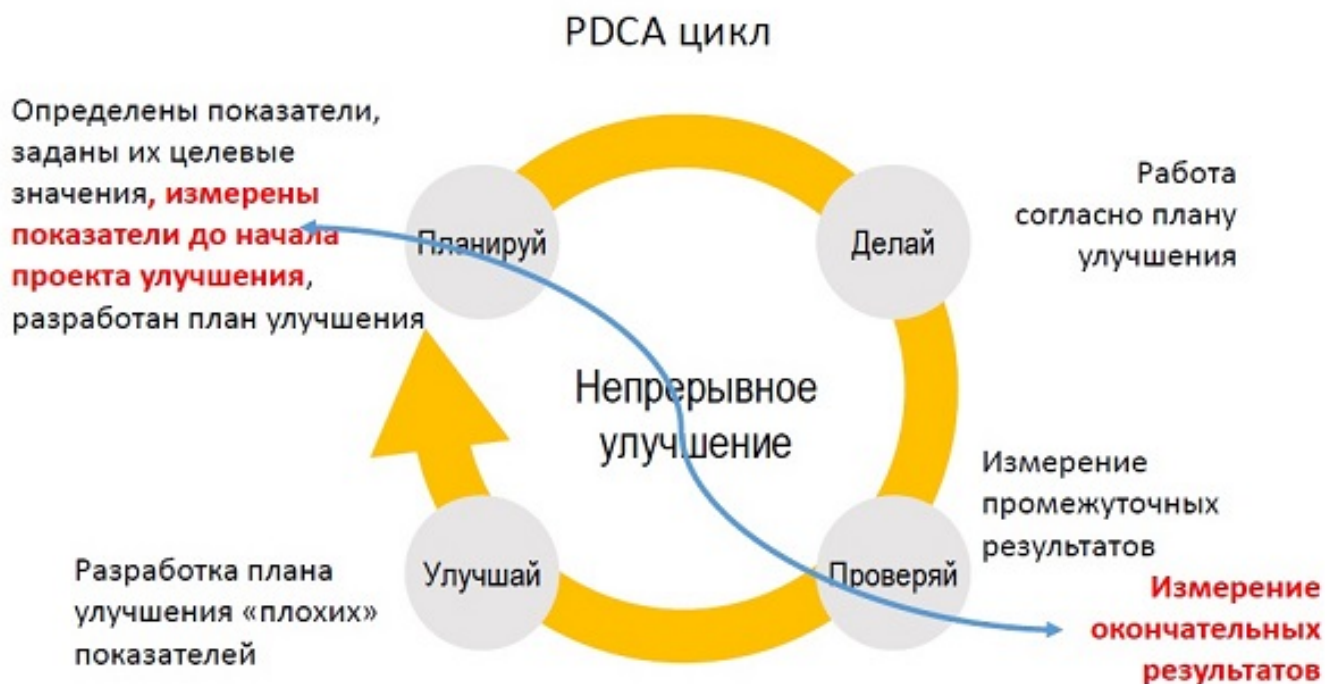 PDCA цикл
Определены показатели,
заданы их целевые
значения, измерены
показатели до начала
проекта улучшения,
разработан план улучшения
Планируй
Делай
Работа
согласно плану
улучшения
Непрерывное
улучшение
Измерение
промежуточных
результатов
Улучшай
Проверяй
Разработка плана
улучшения «плохих»
показателей
Измерение
окончательных
результатов